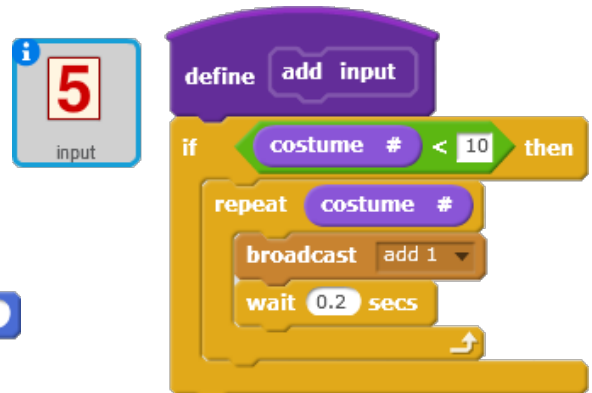 i
5
input
define add input
if costume # < 10 then
repeat costume #
broadcast add 1
wait 0.2 secs